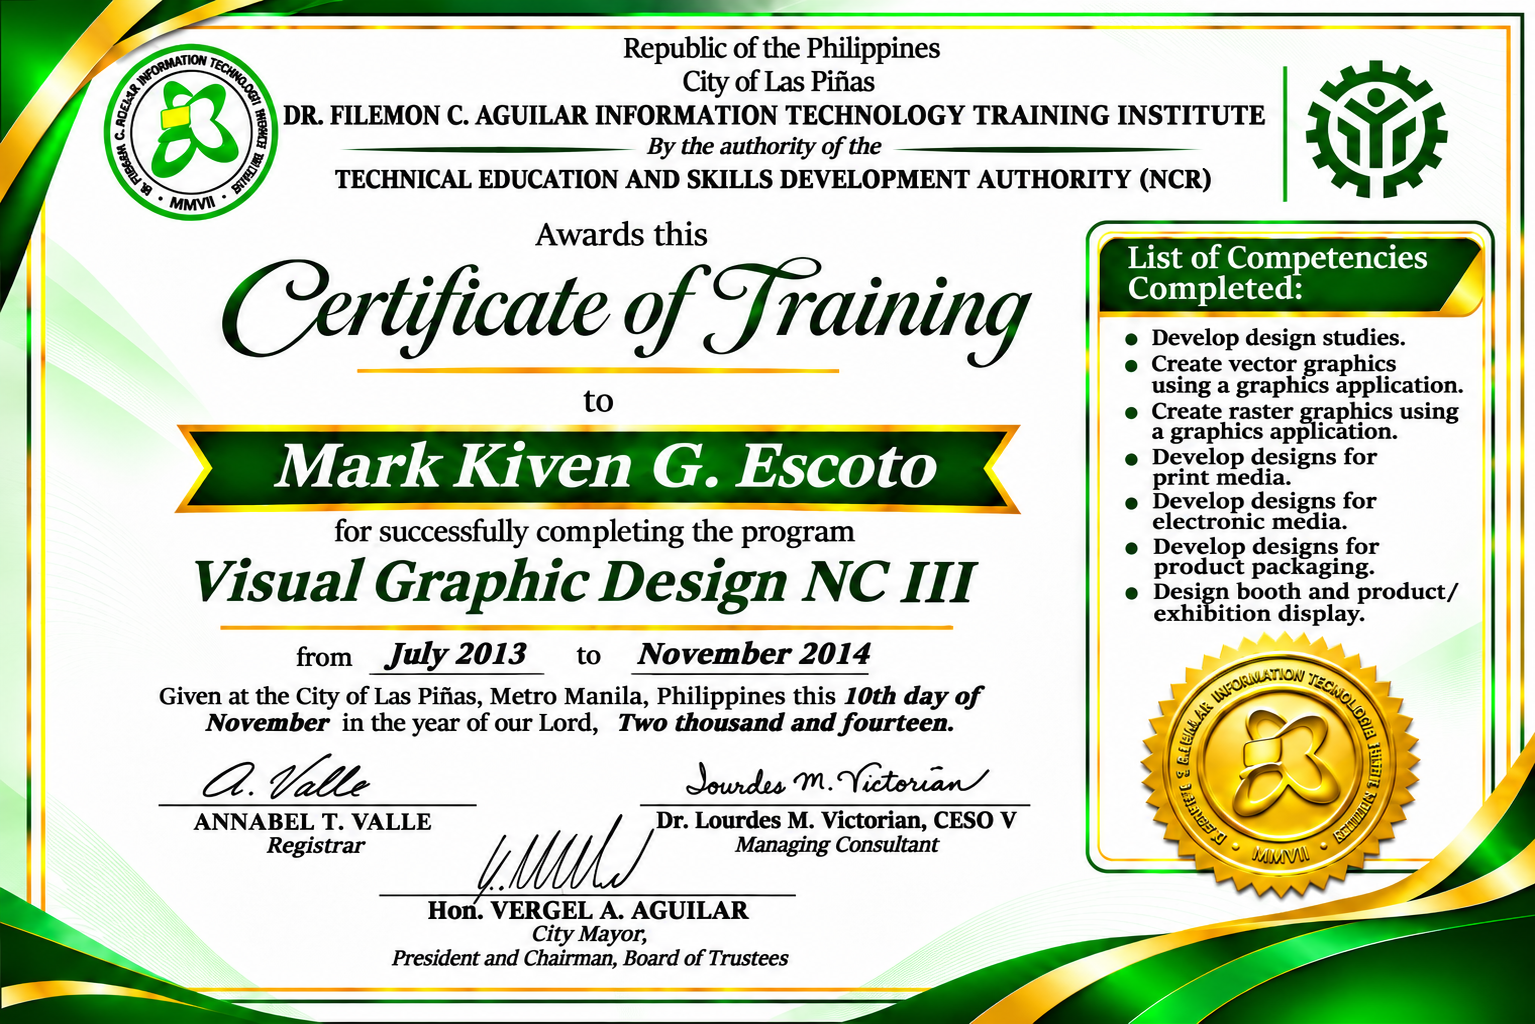 Republic of the Philippines
City of Las Piñas
DR. FILEMON C. AGUILAR INFORMATION TECHNOLOGY TRAINING INSTITUTE
By the authority of the
TECHNICAL EDUCATION AND SKILLS DEVELOPMENT AUTHORITY (NCR)
MMVII
Awards this
Certificate of Training
to
Mark Kiven G. Escoto
for successfully completing the program
Visual Graphic Design NC III
from July 2013 to November 2014
Given at the City of Las Piñas, Metro Manila, Philippines this 10th day of
November in the year of our Lord, Two thousand and fourteen.
A. Valle
ANNABEL T. VALLE
Registrar
Lourdes M. Victorian
Dr. Lourdes M. Victorian, CESO V
Managing Consultant
Hon. VERGEL A. AGUILAR
City Mayor,
President and Chairman, Board of Trustees
List of Competencies
Completed:
• Develop design studies.
• Create vector graphics
using a graphics application.
• Create raster graphics using
a graphics application.
• Develop designs for
print media.
• Develop designs for
electronic media.
• Develop designs for
product packaging.
• Design booth and product/
exhibition display.
INFORMATION
MMVII